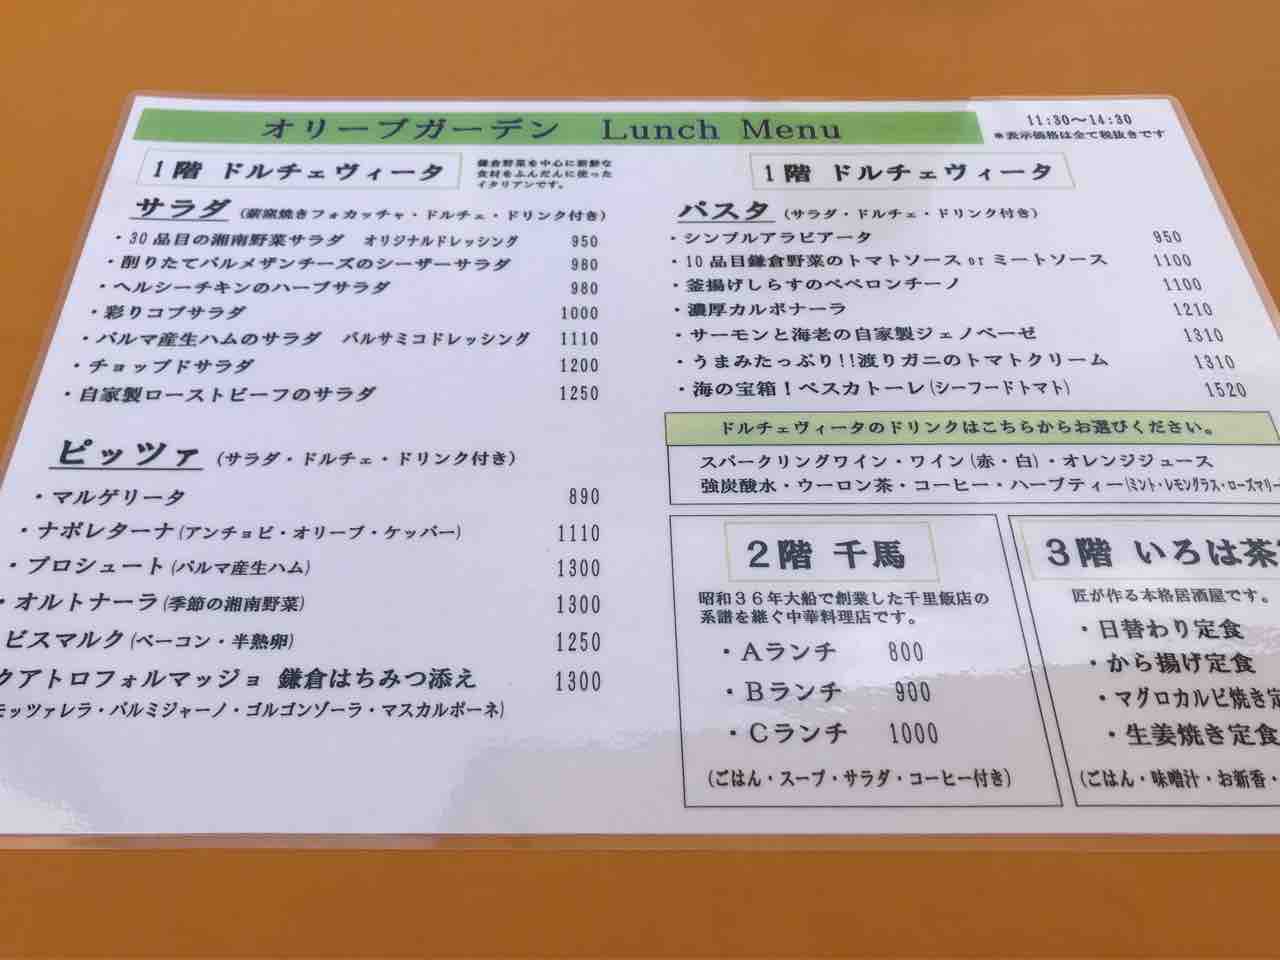 オリーブガーデン Lunch Menu
11:30～14:30
※表示価格は全て税抜きです
1階 ドルチェヴィータ
鎌倉野菜を中心に新鮮な
食材をふんだんに使った
イタリアンです。
サラダ (薪窯焼きフォカッチャ・ドルチェ・ドリンク付き)
・30品目の湘南野菜サラダ オリジナルドレッシング 950
・削りたてパルメザンチーズのシーザーサラダ 980
・ヘルシーチキンのハーブサラダ 980
・彩りコブサラダ 1000
・パルマ産生ハムのサラダ バルサミコドレッシング 1110
・チョップドサラダ 1200
・自家製ローストビーフのサラダ 1250
ピッツァ (サラダ・ドルチェ・ドリンク付き)
・マルゲリータ 890
・ナポレターナ(アンチョビ・オリーブ・ケッパー) 1110
・プロシュート(パルマ産生ハム) 1300
・オルトナーラ(季節の湘南野菜) 1300
ビスマルク(ベーコン・半熟卵) 1250
クアトロフォルマッジョ 鎌倉はちみつ添え 1300
モッツァレラ・パルミジャーノ・ゴルゴンゾーラ・マスカルポーネ)
1階 ドルチェヴィータ
パスタ (サラダ・ドルチェ・ドリンク付き)
・シンプルアラビアータ 950
・10品目鎌倉野菜のトマトソース or ミートソース 1100
・釜揚げしらすのペペロンチーノ 1100
・濃厚カルボナーラ 1210
・サーモンと海老の自家製ジェノベーゼ 1310
・うまみたっぷり!!渡りガニのトマトクリーム 1310
・海の宝箱！ペスカトーレ(シーフードトマト) 1520
ドルチェヴィータのドリンクはこちらからお選びください。
スパークリングワイン・ワイン(赤・白)・オレンジジュース
強炭酸水・ウーロン茶・コーヒー・ハーブティー(ミント・レモングラス・ローズマリー
2階 千馬
昭和36年大船で創業した千里飯店の
系譜を継ぐ中華料理店です。
・Aランチ 800
・Bランチ 900
・Cランチ 1000
(ごはん・スープ・サラダ・コーヒー付き)
3階 いろは茶
匠が作る本格居酒屋です。
・日替わり定食
・から揚げ定食
・マグロカルビ焼き定
・生姜焼き定食
(ごはん・味噌汁・お新香・